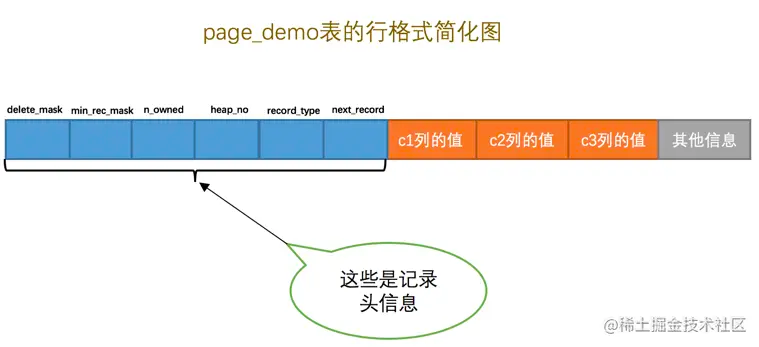 page_demo表的行格式简化图
delete_mask min_rec_mask n_owned heap_no record_type next_record
c1列的值 c2列的值 c3列的值 其他信息
这些是记录
头信息
@稀土掘金技术社区